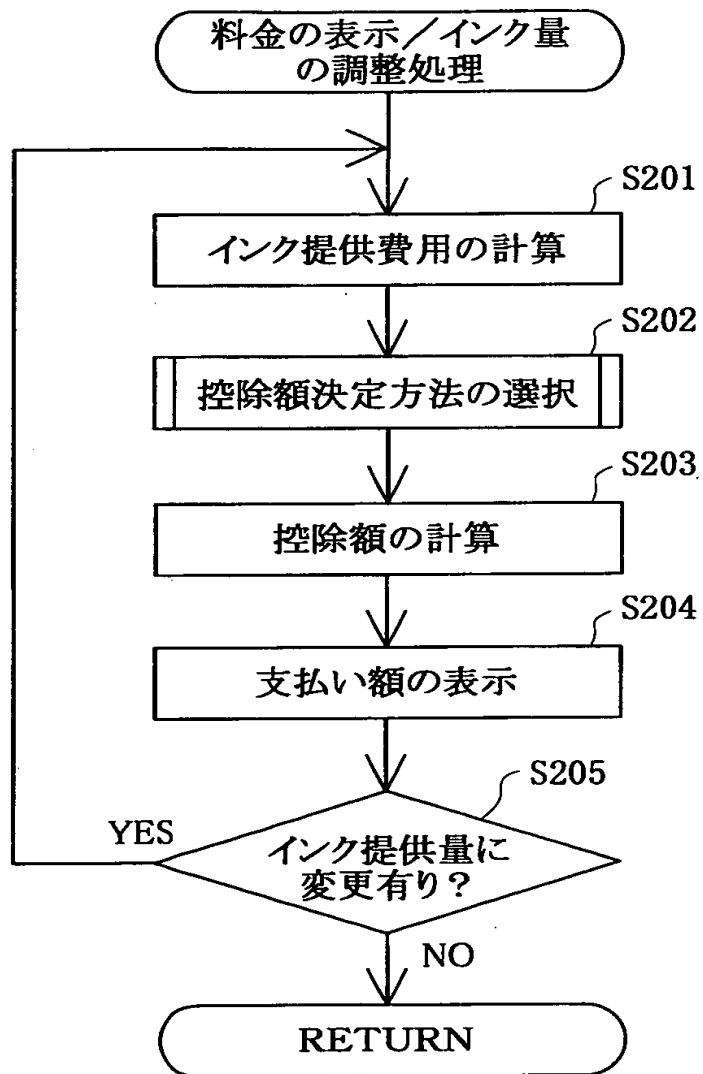 料金の表示/インク量
の調整処理
S201
インク提供費用の計算
S202
控除額決定方法の選択
S203
控除額の計算
S204
支払い額の表示
S205
YES
インク提供量に
変更有り?
NO
RETURN